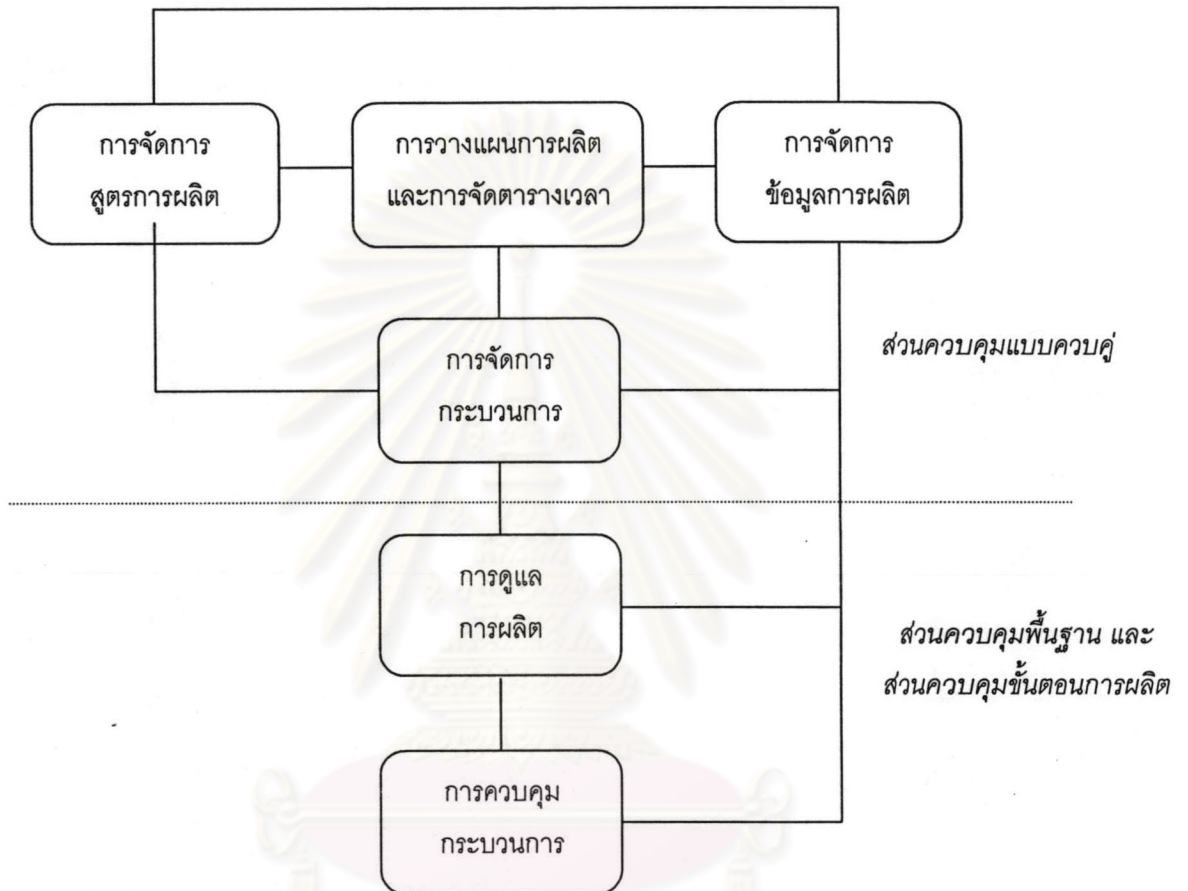 การจัดการ
สูตรการผลิต
การวางแผนการผลิต
และการจัดตารางเวลา
การจัดการ
ข้อมูลการผลิต
การจัดการ
กระบวนการ
ส่วนควบคุมแบบควบคู่
การดูแล
การผลิต
ส่วนควบคุมพื้นฐาน และ
ส่วนควบคุมขั้นตอนการผลิต
การควบคุม
กระบวนการ